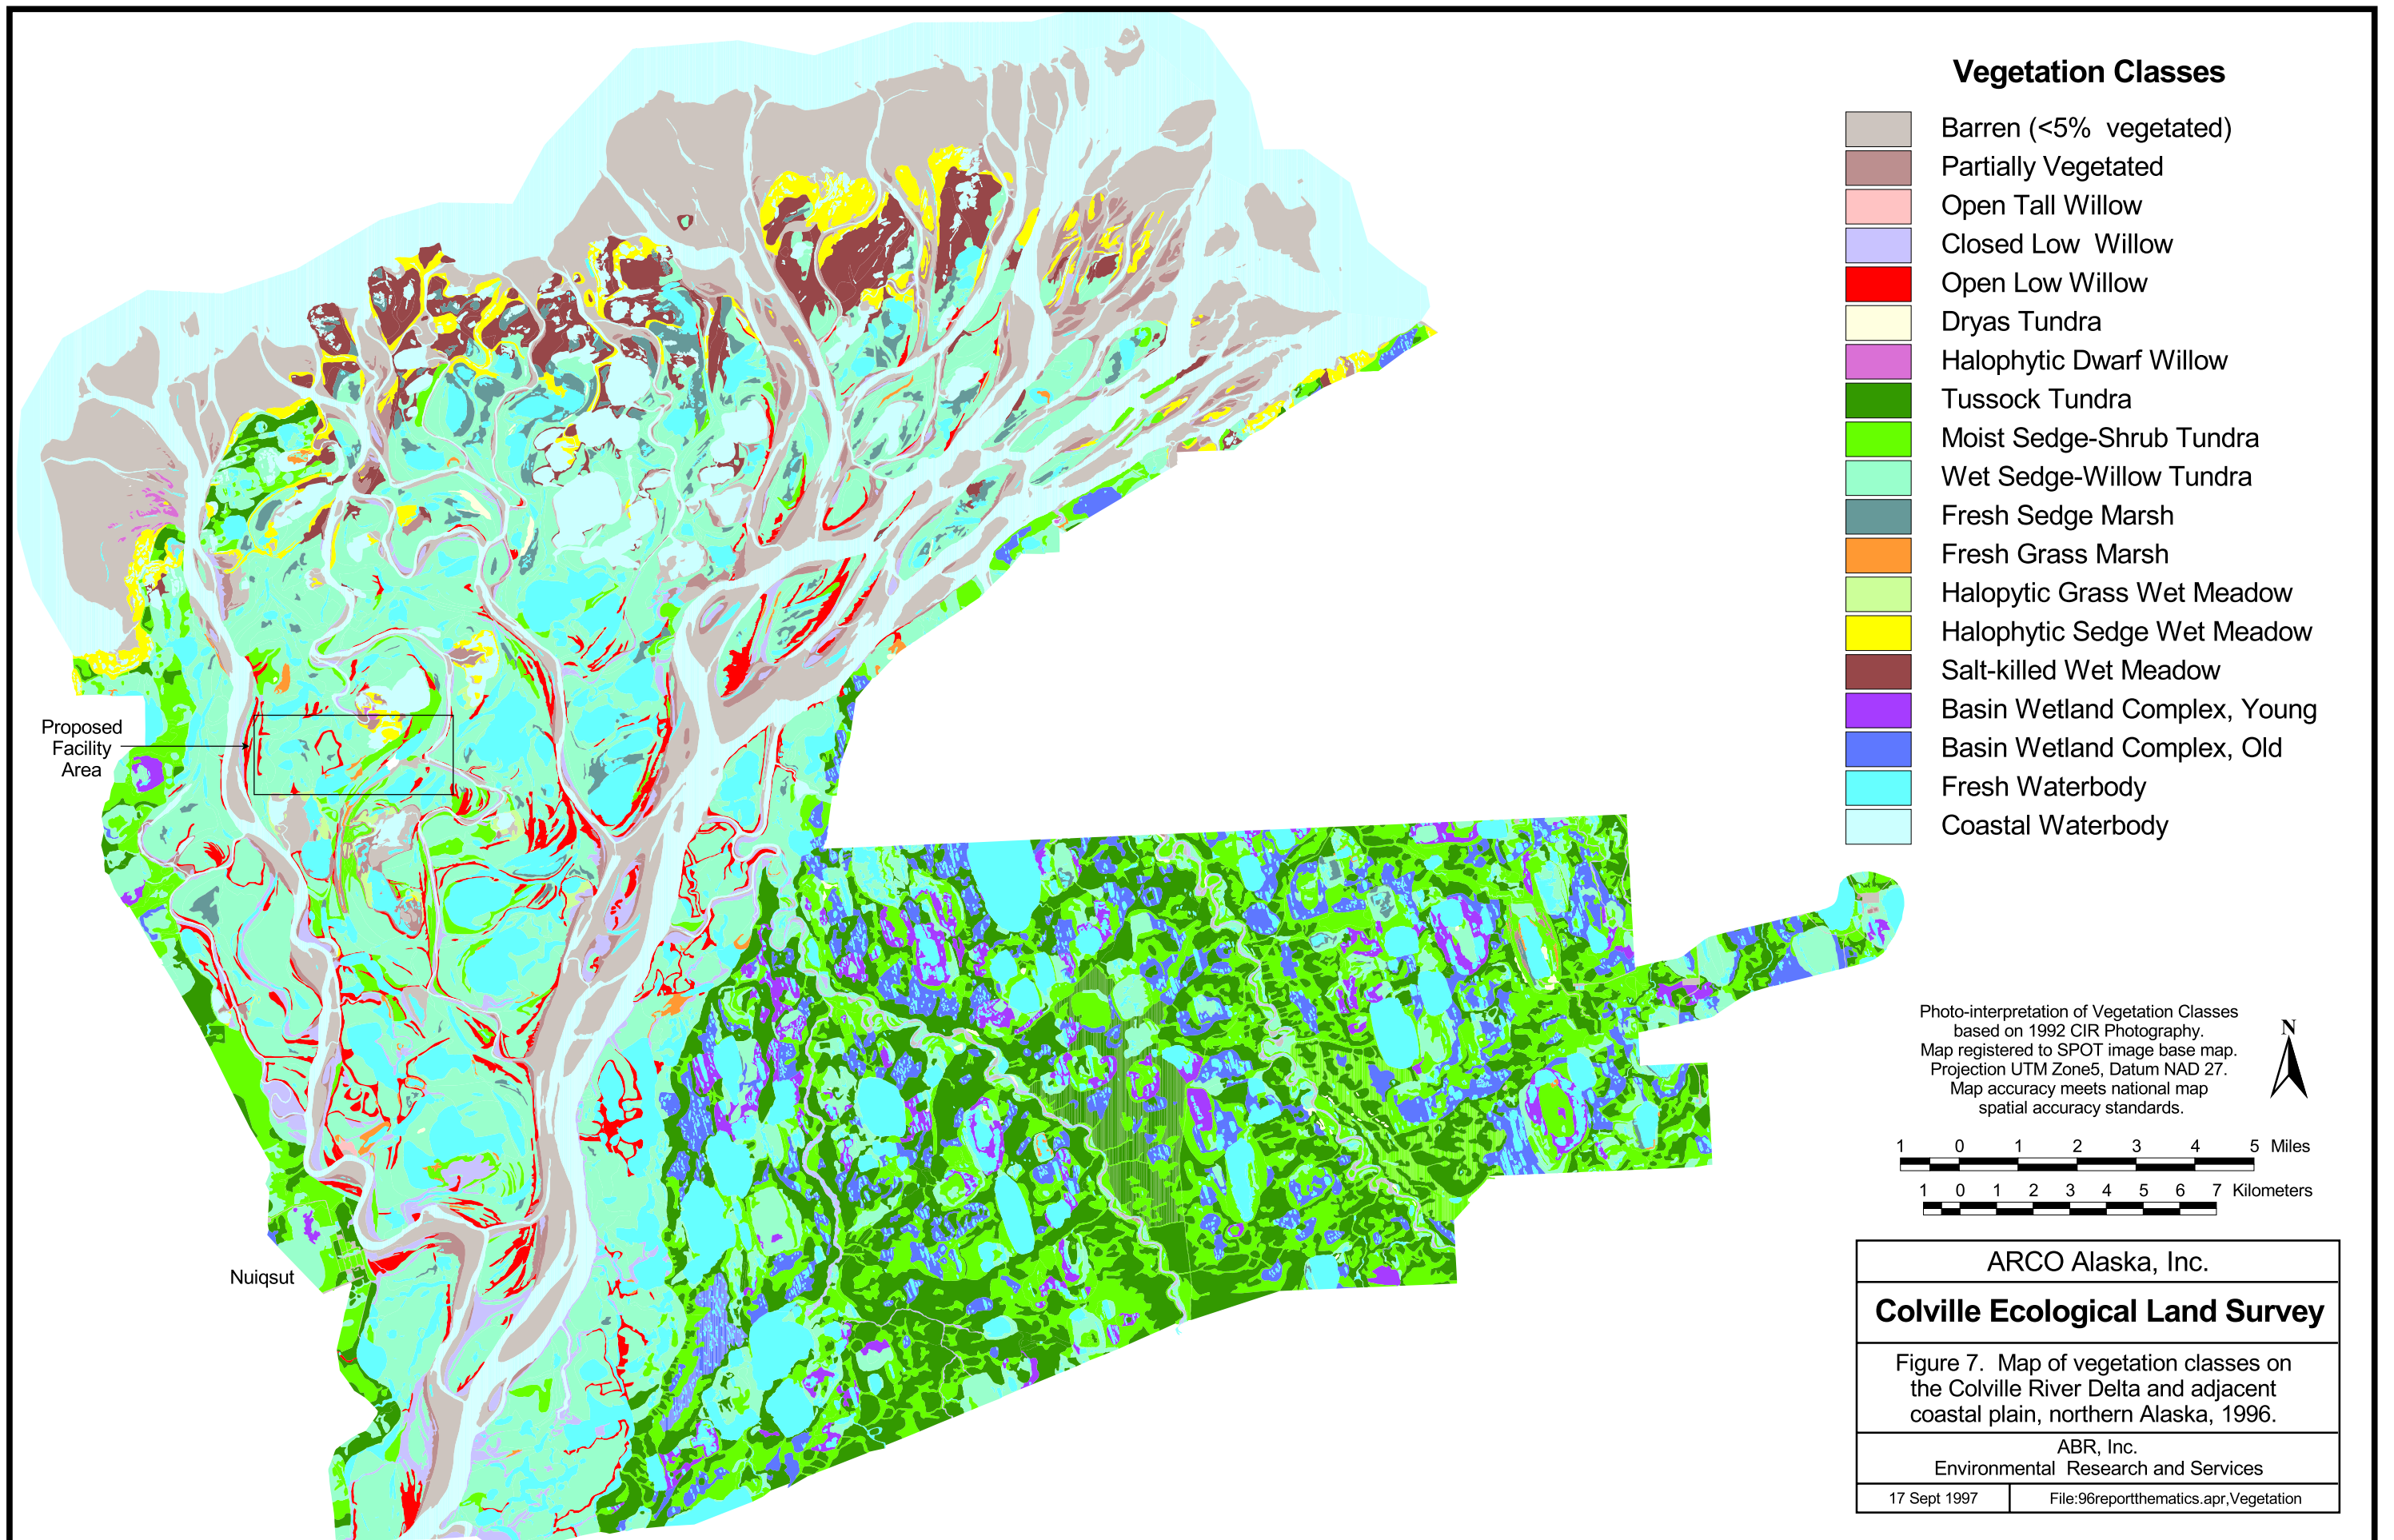 Vegetation Classes
Barren (<5% vegetated)
Partially Vegetated
Open Tall Willow
Closed Low Willow
Open Low Willow
Dryas Tundra
Halophytic Dwarf Willow
Tussock Tundra
Moist Sedge-Shrub Tundra
Wet Sedge-Willow Tundra
Fresh Sedge Marsh
Fresh Grass Marsh
Halopytic Grass Wet Meadow
Halophytic Sedge Wet Meadow
Salt-killed Wet Meadow
Basin Wetland Complex, Young
Basin Wetland Complex, Old
Fresh Waterbody
Coastal Waterbody
Proposed
Facility
Area
Nuiqsut
Photo-interpretation of Vegetation Classes
based on 1992 CIR Photography.
Map registered to SPOT image base map.
Projection UTM Zone5, Datum NAD 27.
Map accuracy meets national map
spatial accuracy standards.
N
1 0 1 2 3 4 5 Miles
1 0 1 2 3 4 5 6 7 Kilometers
ARCO Alaska, Inc.
Colville Ecological Land Survey
Figure 7. Map of vegetation classes on
the Colville River Delta and adjacent
coastal plain, northern Alaska, 1996.
ABR, Inc.
Environmental Research and Services
17 Sept 1997 File:96reportthematics.apr,Vegetation